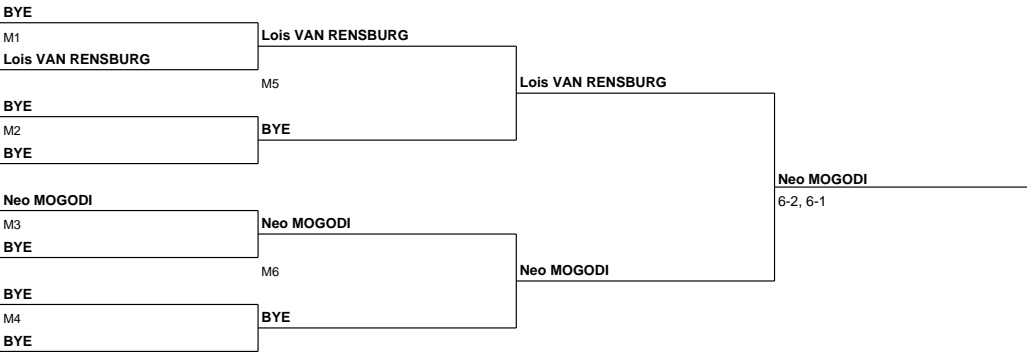 BYE
M1
Lois VAN RENSBURG
Lois VAN RENSBURG
M5
Lois VAN RENSBURG
BYE
M2
BYE
BYE
Neo MOGODI
6-2, 6-1
Neo MOGODI
M3
BYE
Neo MOGODI
M6
Neo MOGODI
BYE
M4
BYE
BYE